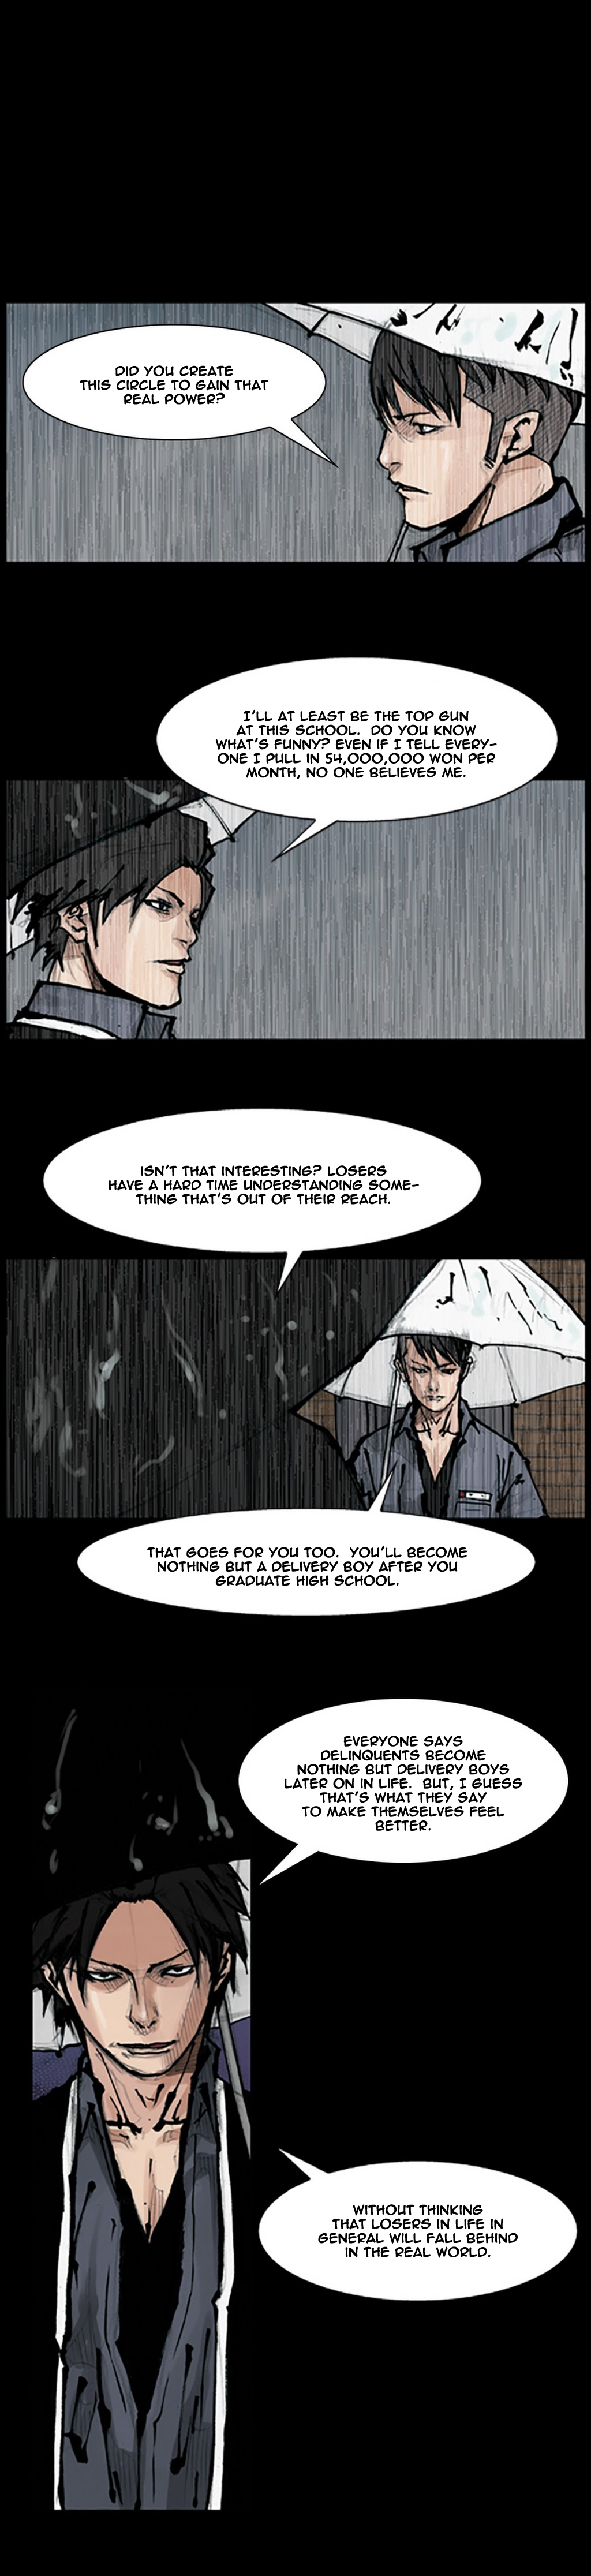 DID YOU CREATE
THIS CIRCLE TO GAIN THAT
REAL POWER?
I'LL AT LEAST BE THE TOP GUN
AT THIS SCHOOL. DO YOU KNOW
WHAT'S FUNNY? EVEN IF I TELL EVERY-
ONE I PULL IN 54,000,000 WON PER
MONTH, NO ONE BELIEVES ME.
ISN'T THAT INTERESTING? LOSERS
HAVE A HARD TIME UNDERSTANDING SOME-
THING THAT'S OUT OF THEIR REACH.
THAT GOES FOR YOU TOO. YOU'LL BECOME
NOTHING BUT A DELIVERY BOY AFTER YOU
GRADUATE HIGH SCHOOL.
EVERYONE SAYS
DELINQUENTS BECOME
NOTHING BUT DELIVERY BOYS
LATER ON IN LIFE. BUT, I GUESS
THAT'S WHAT THEY SAY
TO MAKE THEMSELVES FEEL
BETTER.
WITHOUT THINKING
THAT LOSERS IN LIFE IN
GENERAL WILL FALL BEHIND
IN THE REAL WORLD.